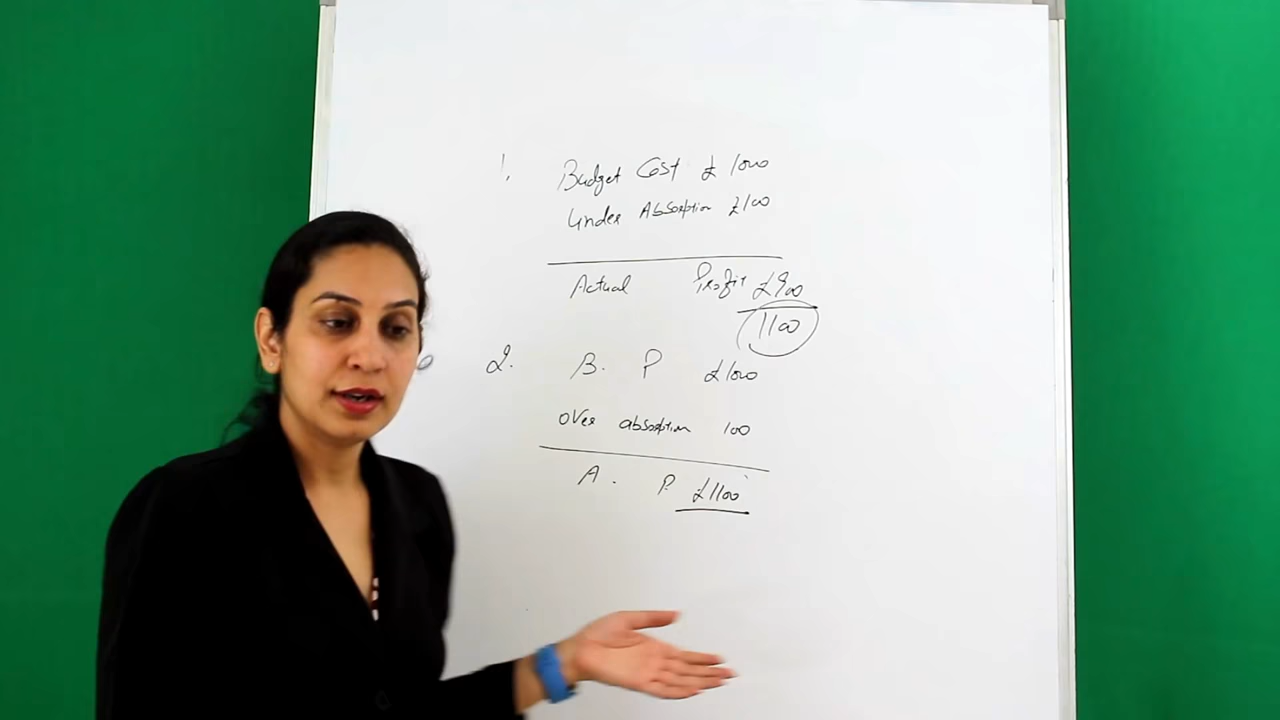 1. Budget Cost £1000
Under Absorption £100
Actual Profit £900
1100
2. B. P £1000
over absorption 100
A. P. £1100